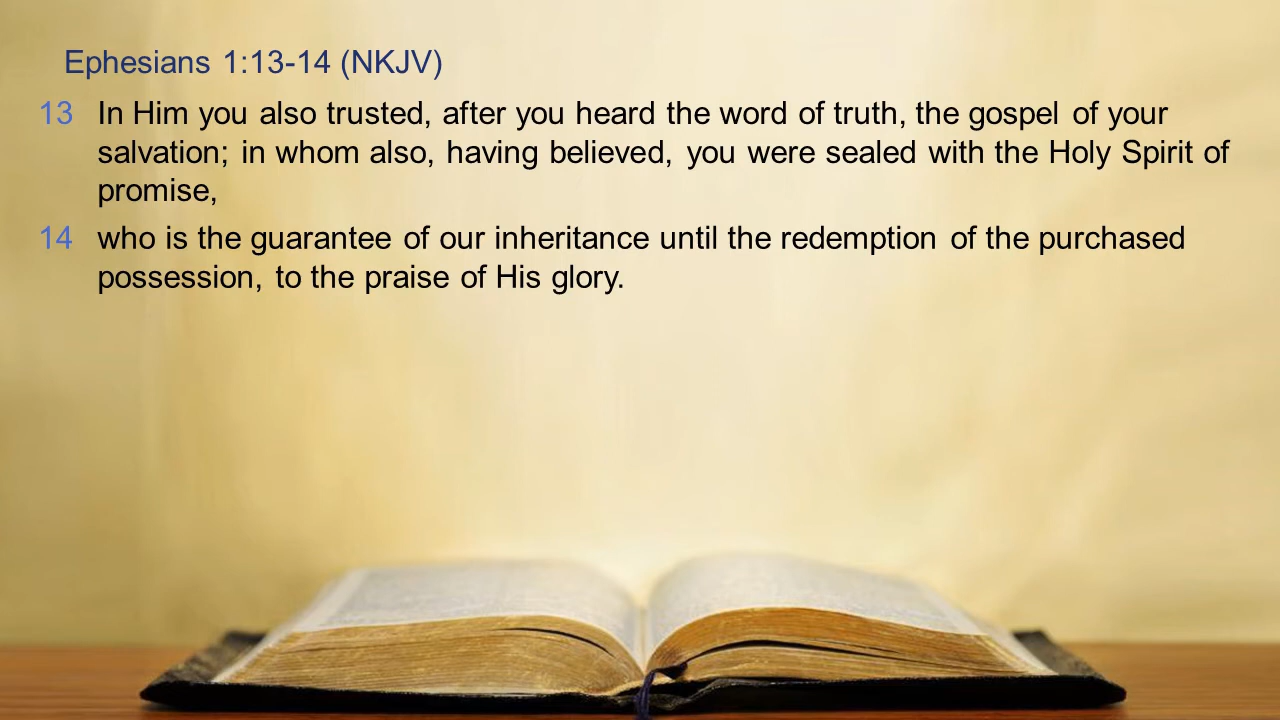 Ephesians 1:13-14 (NKJV)
13 In Him you also trusted, after you heard the word of truth, the gospel of your
salvation; in whom also, having believed, you were sealed with the Holy Spirit of
promise,
14 who is the guarantee of our inheritance until the redemption of the purchased
possession, to the praise of His glory.